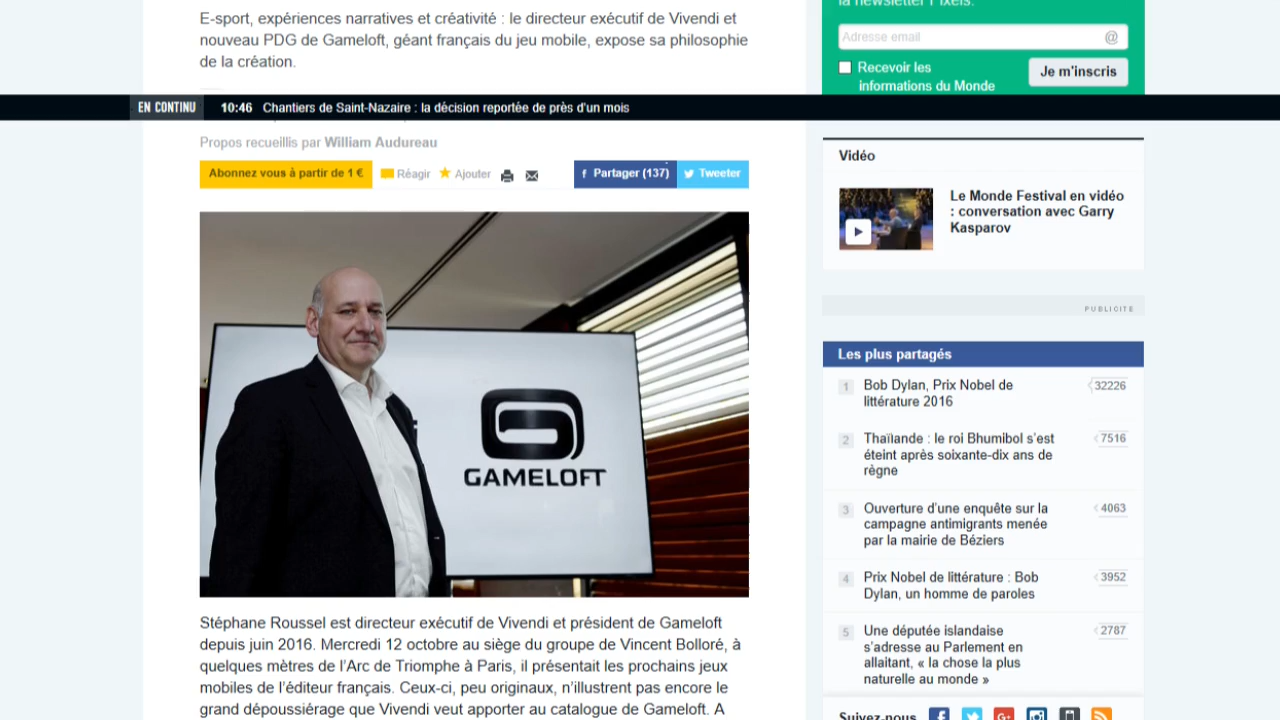 E-sport, expériences narratives et créativité : le directeur exécutif de Vivendi et
nouveau PDG de Gameloft, géant français du jeu mobile, expose sa philosophie
de la création.
EN CONTINU 10:46 Chantiers de Saint-Nazaire : la décision reportée de près d'un mois
Propos recueillis par William Audureau
Abonnez vous à partir de 1 € Réagir Ajouter Partager (137) Tweeter
GAMELOFT
Stéphane Roussel est directeur exécutif de Vivendi et président de Gameloft
depuis juin 2016. Mercredi 12 octobre au siège du groupe de Vincent Bolloré, à
quelques mètres de l'Arc de Triomphe à Paris, il présentait les prochains jeux
mobiles de l'éditeur français. Ceux-ci, peu originaux, n'illustrent pas encore le
grand dépoussiérage que Vivendi veut apporter au catalogue de Gameloft. A
la newsletter Pixels.
Adresse email @
Recevoir les
informations du Monde
Je m'inscris
Vidéo
Le Monde Festival en vidéo
: conversation avec Garry
Kasparov
PUBLICITÉ
Les plus partagés
1 Bob Dylan, Prix Nobel de
littérature 2016
32226
2 Thaïlande : le roi Bhumibol s'est
éteint après soixante-dix ans de
règne
7516
3 Ouverture d'une enquête sur la
campagne antimigrants menée
par la mairie de Béziers
4063
4 Prix Nobel de littérature : Bob
Dylan, un homme de paroles
3952
5 Une députée islandaise
s'adresse au Parlement en
allaitant, « la chose la plus
naturelle au monde »
2787
Suivez-nous